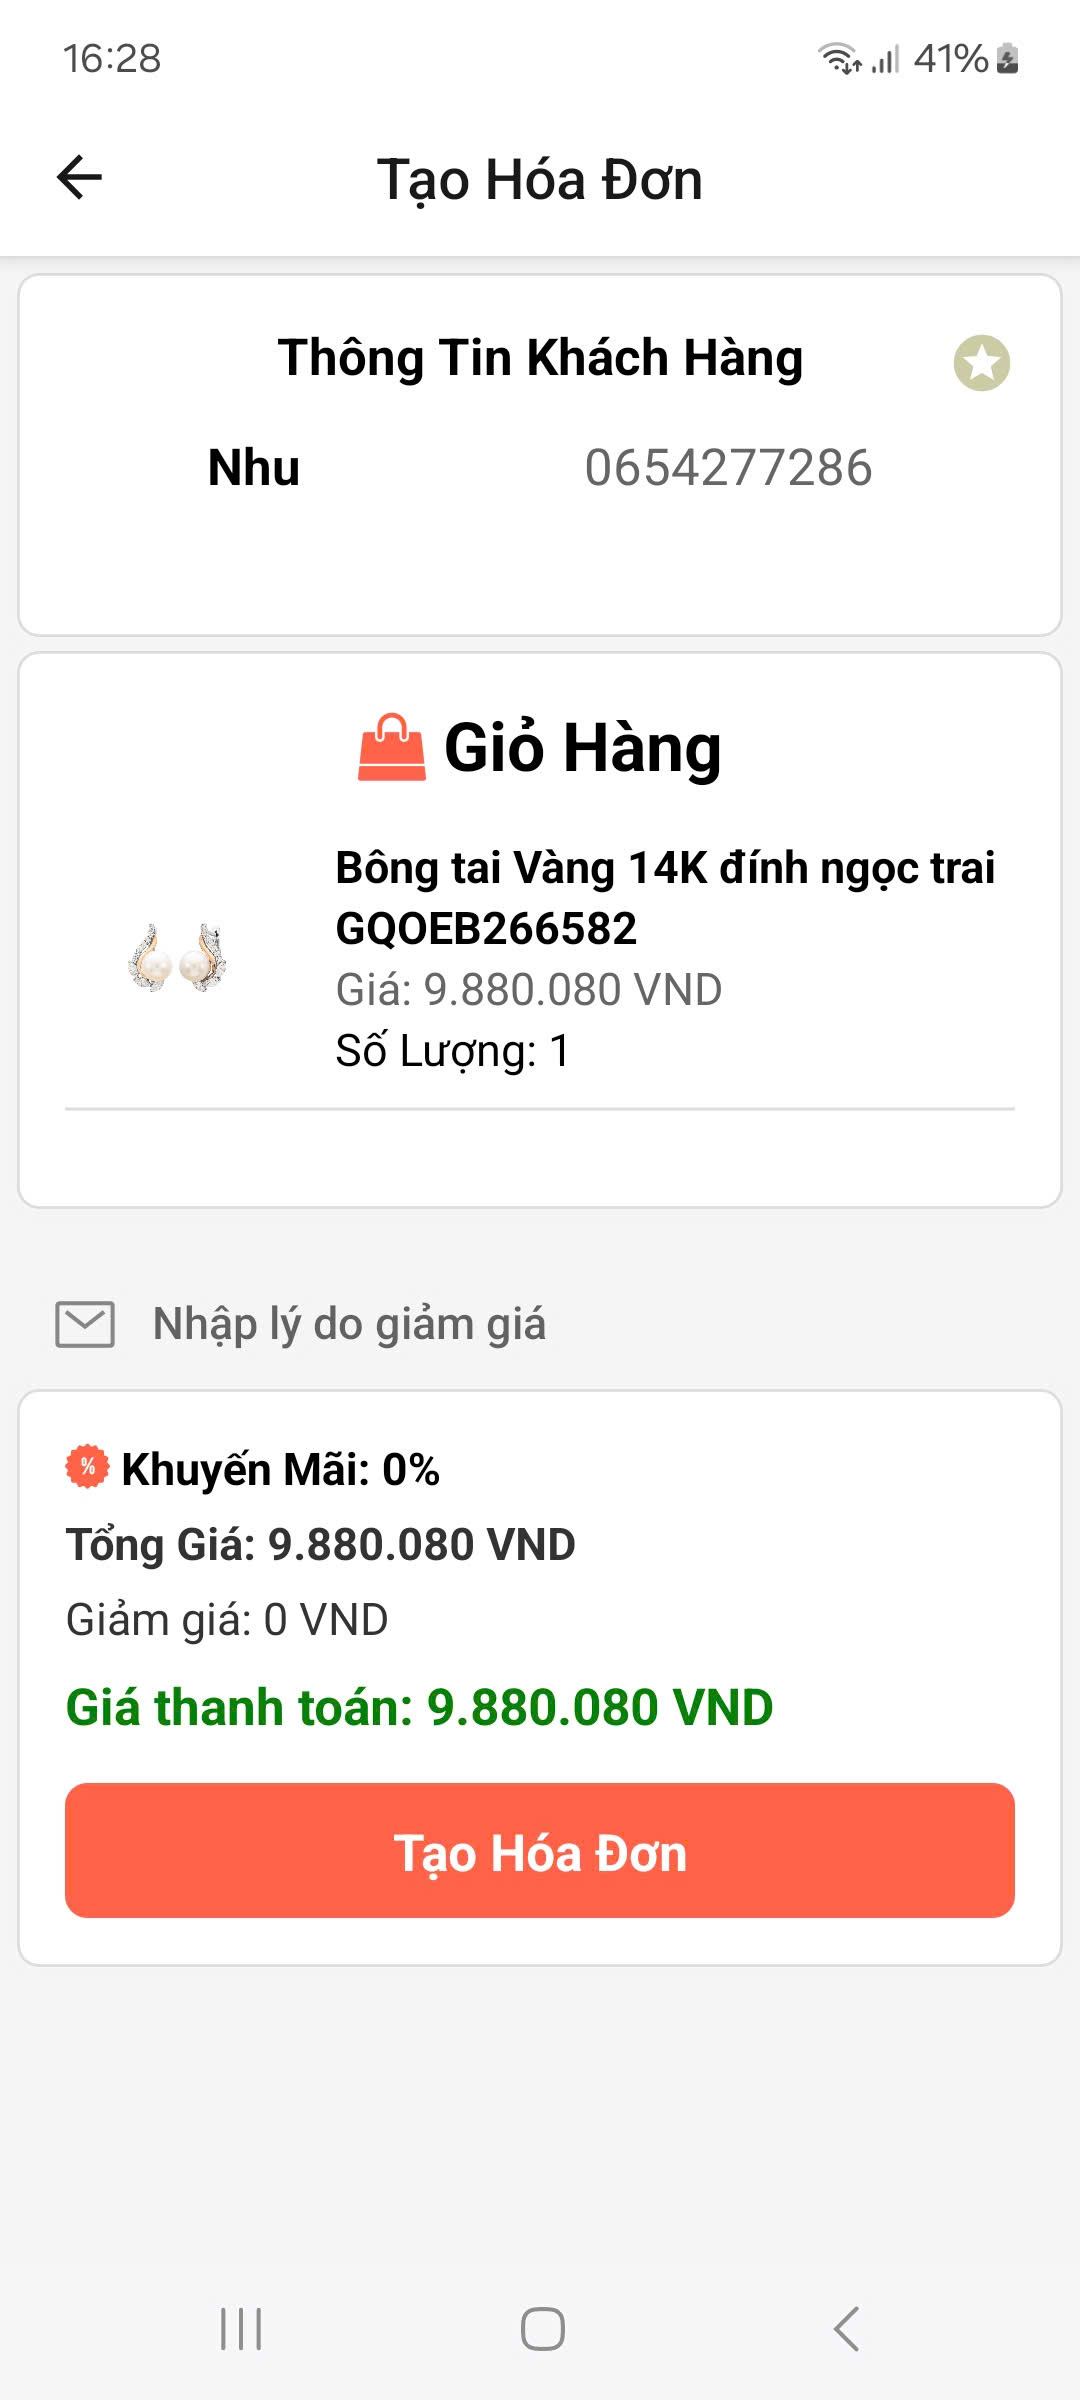 16:28
41%
Tạo Hóa Đơn
Thông Tin Khách Hàng
Nhu 0654277286
Giỏ Hàng
Bông tai Vàng 14K đính ngọc trai
GQOEB266582
Giá: 9.880.080 VND
Số Lượng: 1
Nhập lý do giảm giá
% Khuyến Mãi: 0%
Tổng Giá: 9.880.080 VND
Giảm giá: 0 VND
Giá thanh toán: 9.880.080 VND
Tạo Hóa Đơn